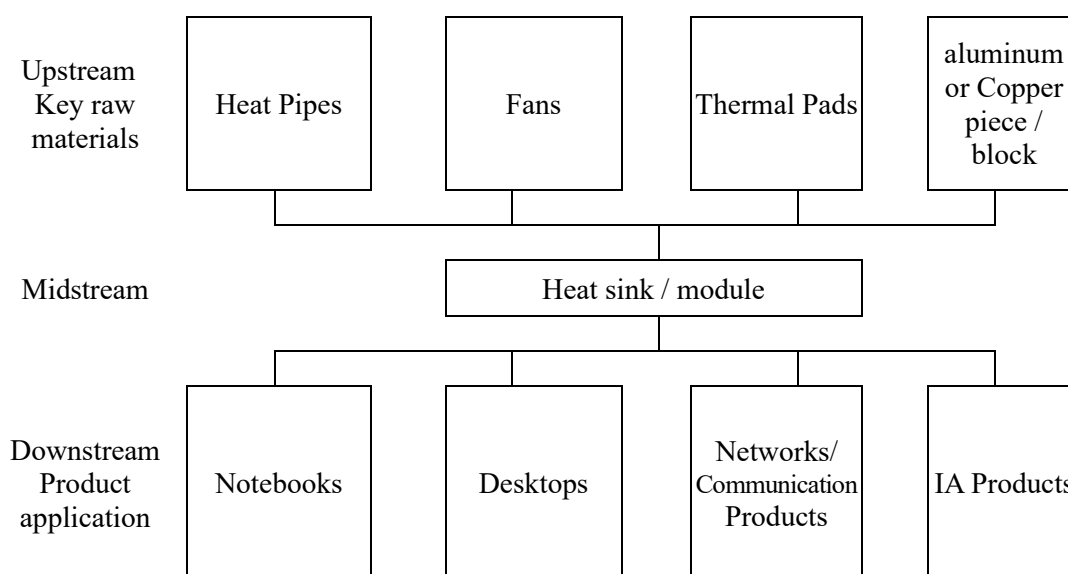 Upstream
Key raw
materials
Heat Pipes
Fans
Thermal Pads
aluminum
or Copper
piece /
block
Midstream
Heat sink / module
Downstream
Product
application
Notebooks
Desktops
Networks/
Communication
Products
IA Products